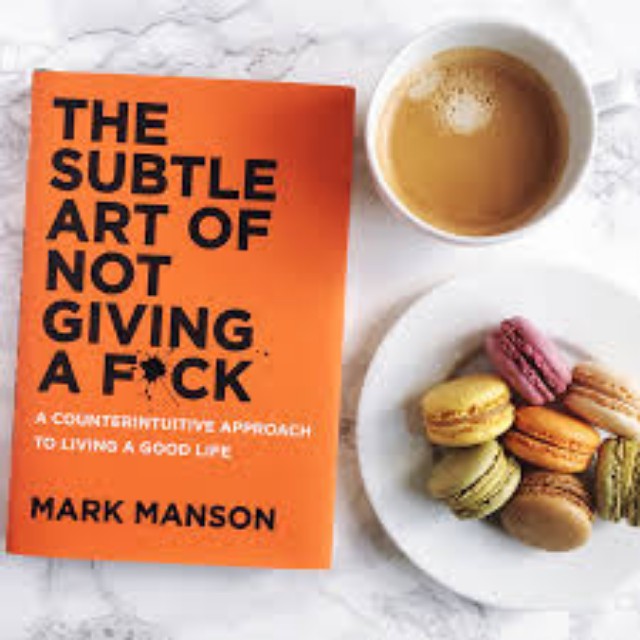 THE
SUBTLE
ART OF
NOT
GIVING
A F*CK
A COUNTERINTUITIVE APPROACH
TO LIVING A GOOD LIFE
MARK MANSON